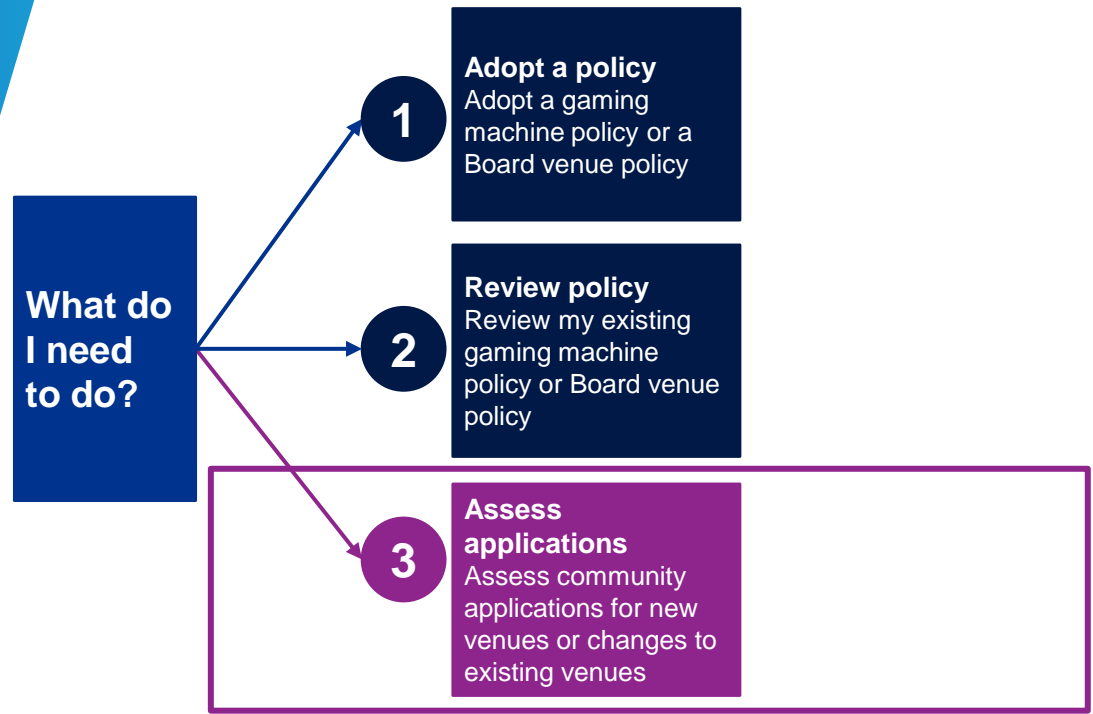 What do
I need
to do?
1
Adopt a policy
Adopt a gaming
machine policy or a
Board venue policy
2
Review policy
Review my existing
gaming machine
policy or Board venue
policy
3
Assess
applications
Assess community
applications for new
venues or changes to
existing venues